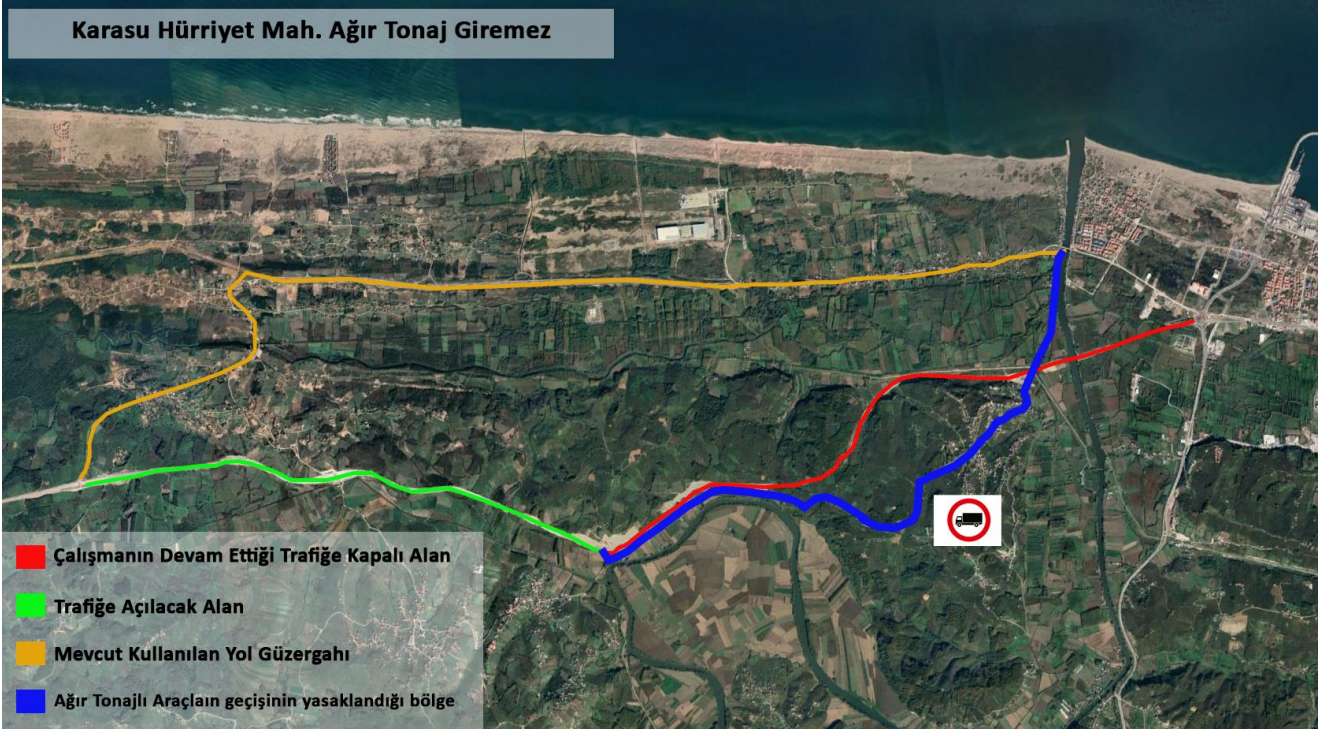 Karasu Hürriyet Mah. Ağır Tonaj Giremez
Çalışmanın Devam Ettiği Trafiğe Kapalı Alan
Trafiğe Açılacak Alan
Mevcut Kullanılan Yol Güzergahı
Ağır Tonajlı Araçlaın geçişinin yasaklandığı bölge